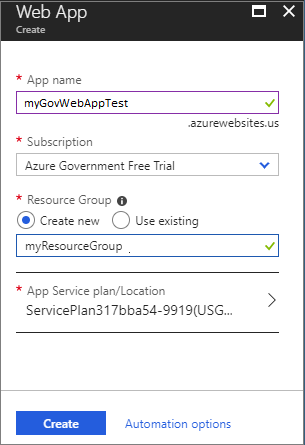 Web App
Create
* App name
myGovWebAppTest
.azurewebsites.us
* Subscription
Azure Government Free Trial
* Resource Group
Create new Use existing
myResourceGroup
* App Service plan/Location
ServicePlan317bba54-9919(USG...
Create Automation options